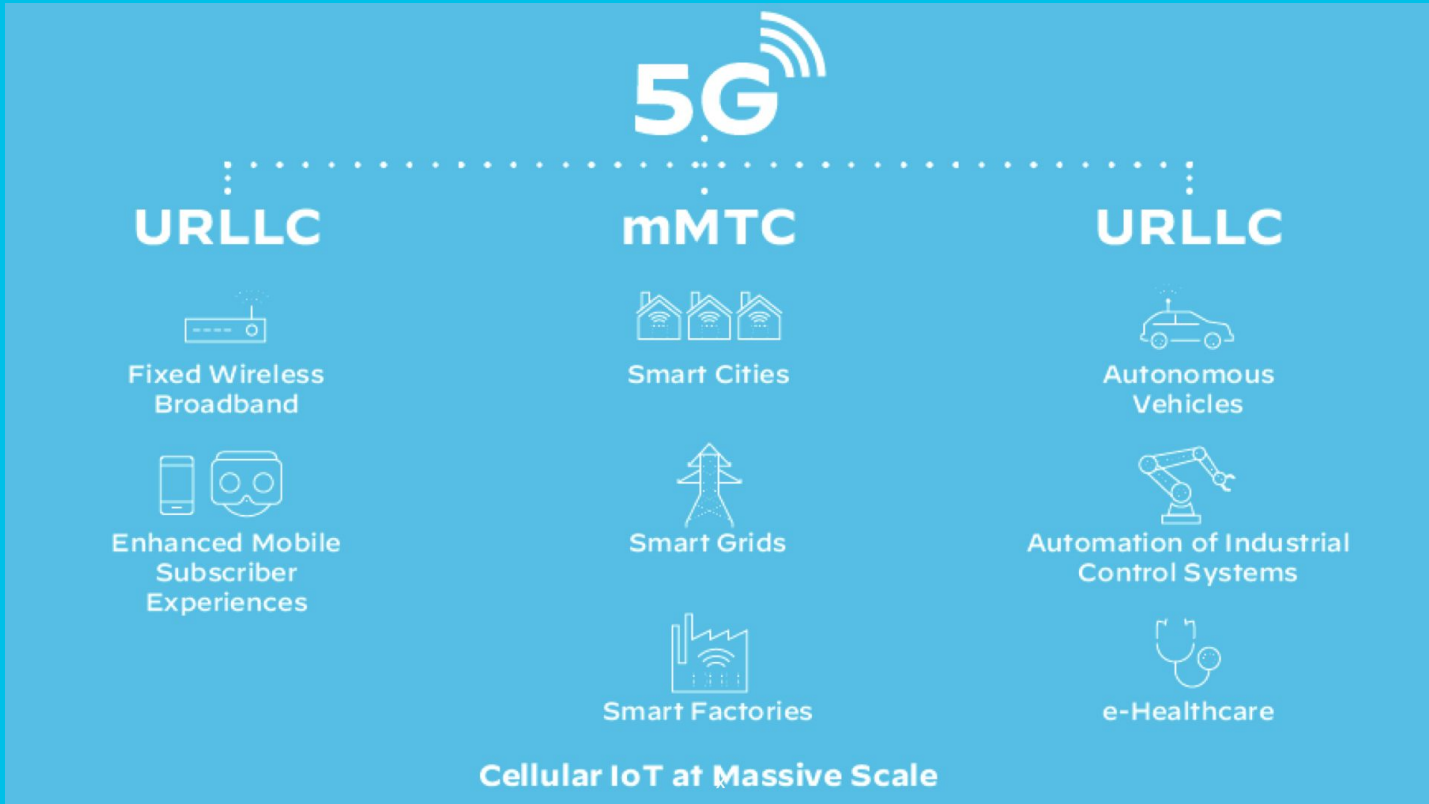 5G
URLLC
Fixed Wireless
Broadband
Enhanced Mobile
Subscriber
Experiences
mMTC
Smart Cities
Smart Grids
Smart Factories
URLLC
Autonomous
Vehicles
Automation of Industrial
Control Systems
e-Healthcare
Cellular IoT at Massive Scale
x